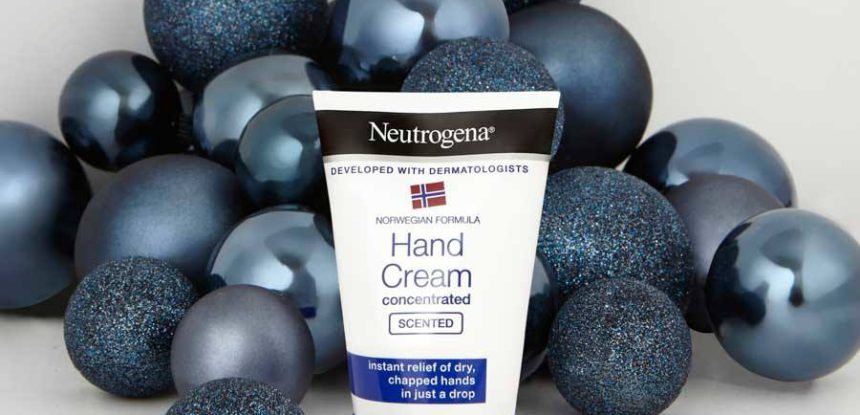 Neutrogena®
DEVELOPED WITH DERMATOLOGISTS
NORWEGIAN FORMULA
Hand
Cream
concentrated
SCENTED
instant relief of dry,
chapped hands
in just a drop